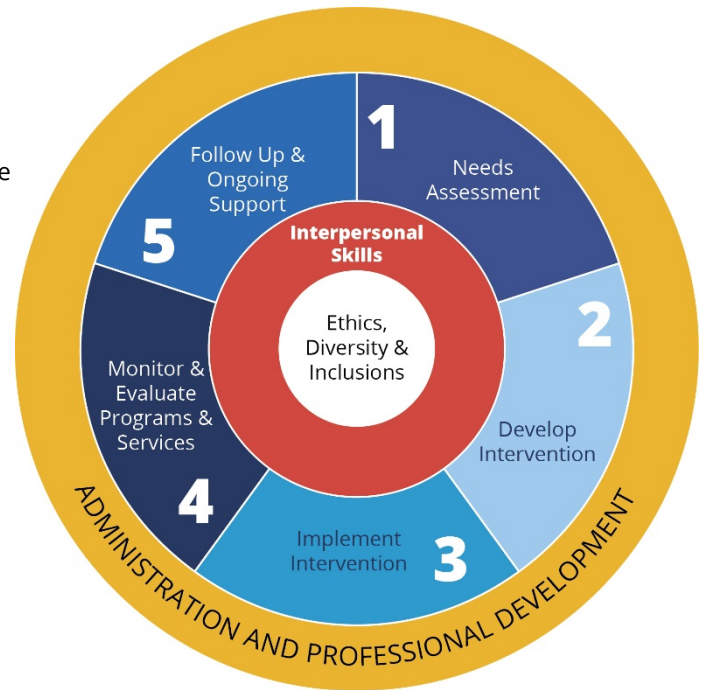 e
1
Needs
Assessment
2
Develop
Intervention
3
Implement
Intervention
4
Monitor &
Evaluate
Programs &
Services
5
Follow Up &
Ongoing
Support
Interpersonal
Skills
Ethics,
Diversity &
Inclusions
ADMINISTRATION AND PROFESSIONAL DEVELOPMENT